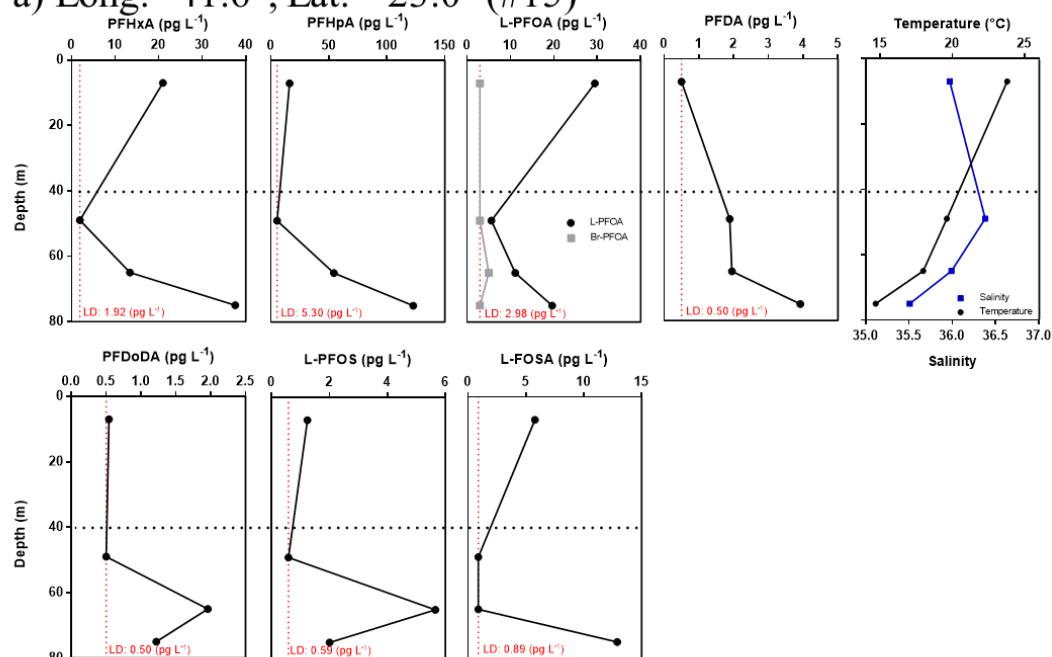 a) Long. -41.0°, Lat. -23.0° (#15)
PFHxA (pg L⁻¹) PFHpA (pg L⁻¹) L-PFOA (pg L⁻¹) PFDA (pg L⁻¹) Temperature (°C)
0 10 20 30 40 0 50 100 150 0 10 20 30 40 0 1 2 3 4 5 15 20 25
0
20
40
60
80
Depth (m)
L-PFOA
Br-PFOA
Salinity
Temperature
LD: 1.92 (pg L⁻¹) LD: 5.30 (pg L⁻¹) LD: 2.98 (pg L⁻¹) LD: 0.50 (pg L⁻¹)
35.0 35.5 36.0 36.5 37.0
Salinity
PFDoDA (pg L⁻¹) L-PFOS (pg L⁻¹) L-FOSA (pg L⁻¹)
0.0 0.5 1.0 1.5 2.0 2.5 0 2 4 6 0 5 10 15
0
20
40
60
80
Depth (m)
LD: 0.50 (pg L⁻¹) LD: 0.59 (pg L⁻¹) LD: 0.89 (pg L⁻¹)